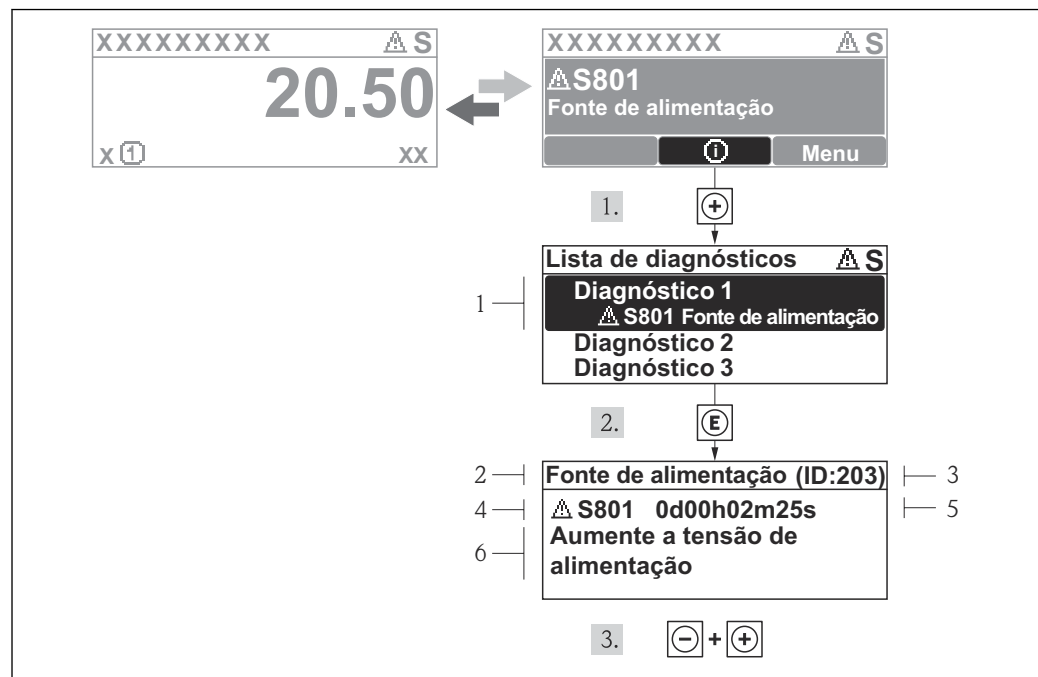 XXXXXXXXX ⚠ S
20.50
x ① xx
XXXXXXXXX ⚠ S
⚠ S801
Fonte de alimentação
ⓘ Menu
1. +
Lista de diagnósticos ⚠ S
1
Diagnóstico 1
⚠ S801 Fonte de alimentação
Diagnóstico 2
Diagnóstico 3
2. E
2 Fonte de alimentação (ID:203) 3
4 ⚠ S801 0d00h02m25s 5
6
Aumente a tensão de
alimentação
3. - + +